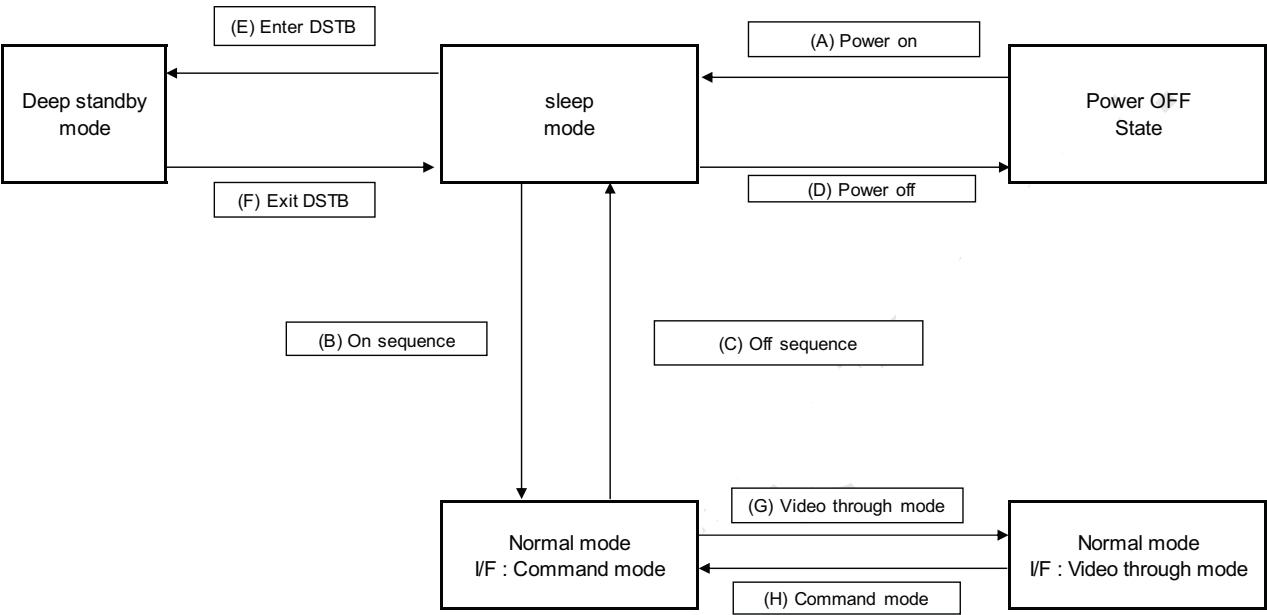 (E) Enter DSTB
(A) Power on
Deep standby
mode
sleep
mode
Power OFF
State
(F) Exit DSTB
(D) Power off
(B) On sequence
(C) Off sequence
(G) Video through mode
Normal mode
I/F : Command mode
Normal mode
I/F : Video through mode
(H) Command mode